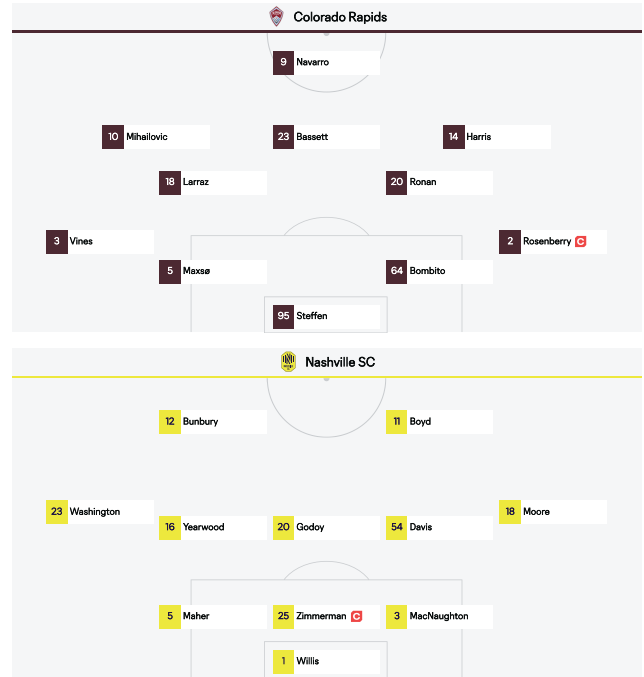 Colorado Rapids
9 Navarro
10 Mihailovic
23 Bassett
14 Harris
18 Larraz
20 Ronan
3 Vines
2 Rosenberry C
5 Maxsø
64 Bombito
95 Steffen
Nashville SC
12 Bunbury
11 Boyd
23 Washington
18 Moore
16 Yearwood
20 Godoy
54 Davis
5 Maher
25 Zimmerman C
3 MacNaughton
1 Willis